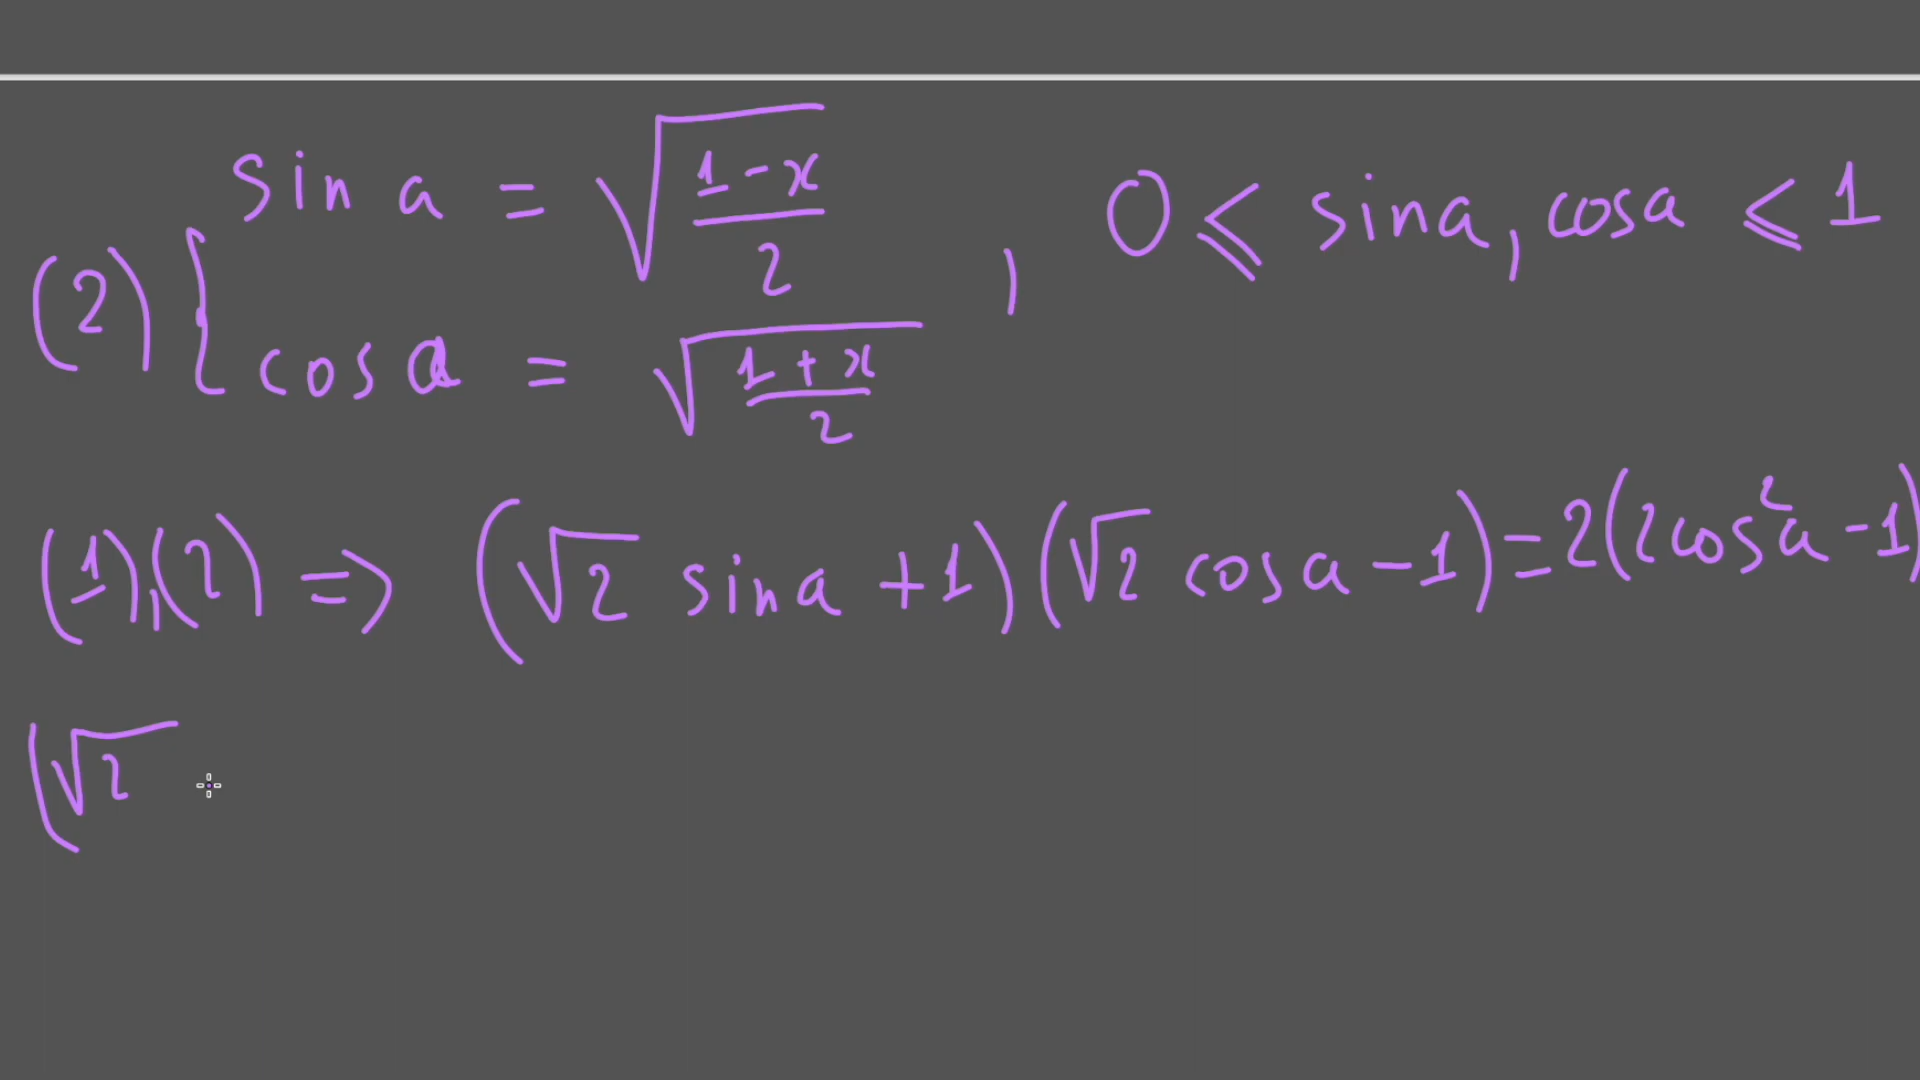 (2) { sin a = √((1-x)/2) , 0 ≤ sina, cosa ≤ 1
cos a = √((1+x)/2)
(1),(2) ⇒ (√2 sina +1)(√2 cosa -1) = 2(2cos²a -1)
(√2